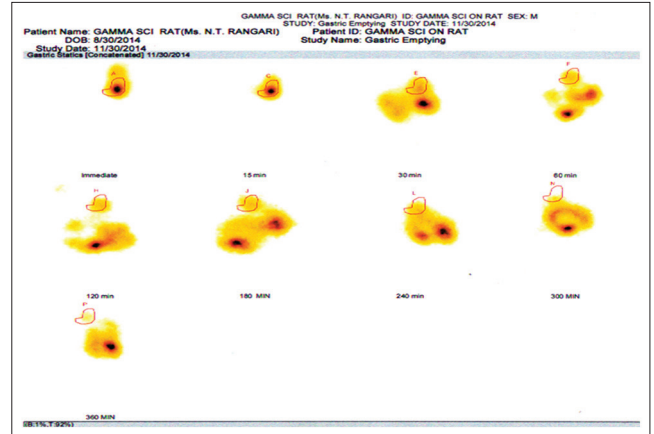 GAMMA SCI RAT(Ms. N.T. RANGARI) ID: GAMMA SCI ON RAT SEX: M
STUDY: Gastric Emptying STUDY DATE: 11/30/2014
Patient Name: GAMMA SCI RAT(Ms. N.T. RANGARI) Patient ID: GAMMA SCI ON RAT
DOB: 8/30/2014 Study Name: Gastric Emptying
Study Date: 11/30/2014
Gastric Statics [Concatenated] 11/30/2014
A C E F
Immediate 15 min 30 min 60 min
H J L N
120 min 180 MIN 240 min 300 MIN
P
360 MIN
(B:1%,T:92%)